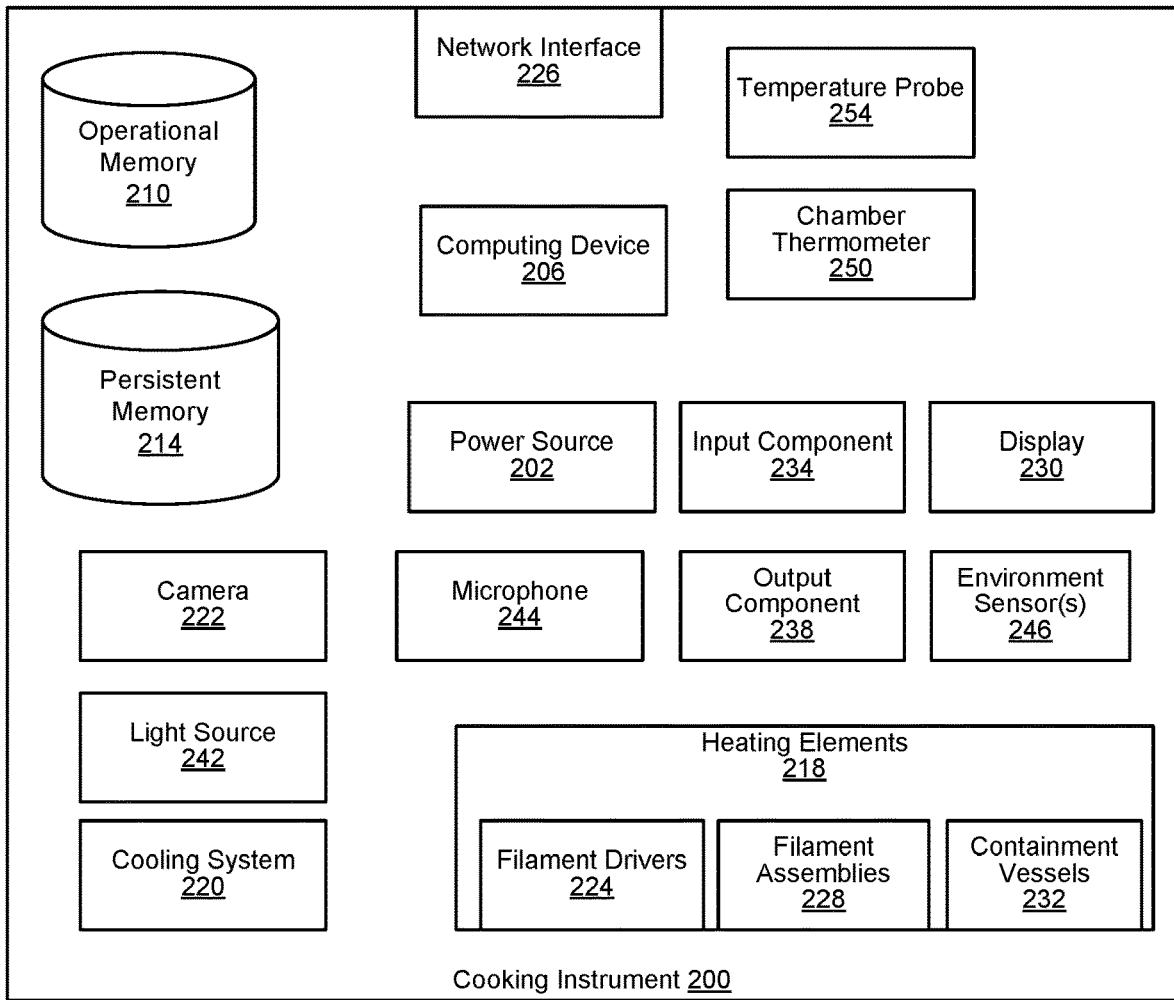 Network Interface
226
Temperature Probe
254
Operational
Memory
210
Computing Device
206
Chamber
Thermometer
250
Persistent
Memory
214
Power Source
202
Input Component
234
Display
230
Camera
222
Microphone
244
Output
Component
238
Environment
Sensor(s)
246
Light Source
242
Heating Elements
218
Cooling System
220
Filament Drivers
224
Filament
Assemblies
228
Containment
Vessels
232
Cooking Instrument 200